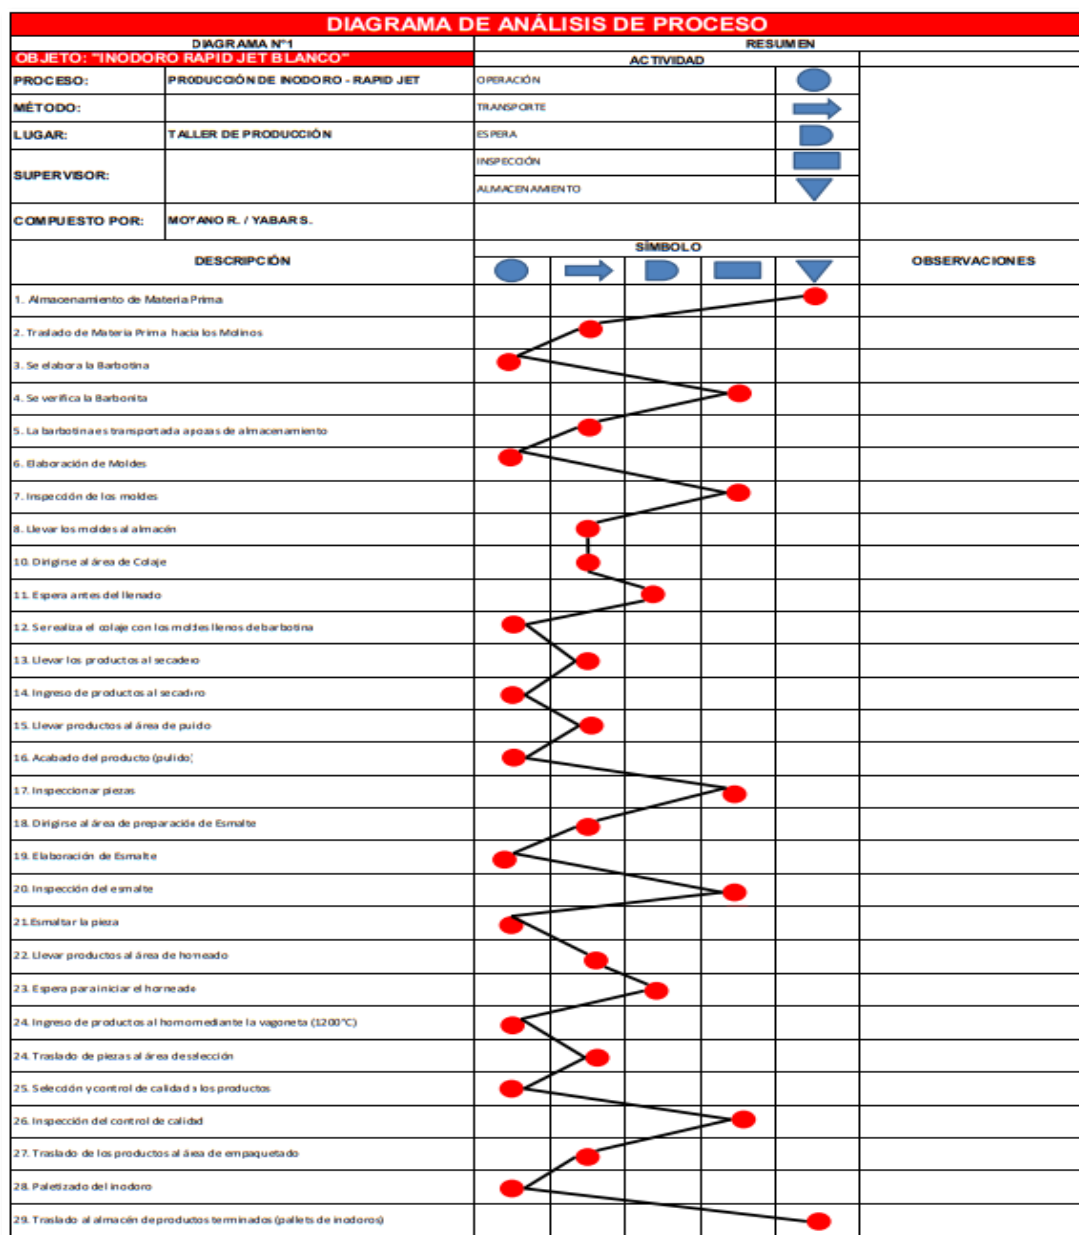 DIAGRAMA DE ANÁLISIS DE PROCESO
DIAGRAMA N°1
RESUMEN
OBJETO: "INODORO RAPID JET BLANCO"
ACTIVIDAD
PROCESO:
PRODUCCIÓN DE INODORO - RAPID JET
OPERACIÓN
MÉTODO:
TRANSPORTE
LUGAR:
TALLER DE PRODUCCIÓN
ESPERA
SUPERVISOR:
INSPECCIÓN
ALMACENAMIENTO
COMPUESTO POR:
MOYANO R. / YABAR S.
DESCRIPCIÓN
SÍMBOLO
OBSERVACIONES
1. Almacenamiento de Materia Prima
2. Traslado de Materia Prima hacia los Molinos
3. Se elabora la Barbotina
4. Se verifica la Barbonita
5. La barbotina es transportada a pozas de almacenamiento
6. Elaboración de Moldes
7. Inspección de los moldes
8. Llevar los moldes al almacén
10. Dirigirse al área de Colaje
11. Espera antes del llenado
12. Se realiza el colaje con los moldes llenos de barbotina
13. Llevar los productos al secadero
14. Ingreso de productos al secadiro
15. Llevar productos al área de puido
16. Acabado del producto (pulido)
17. Inspeccionar piezas
18. Dirigirse al área de preparación de Esmalte
19. Elaboración de Esmalte
20. Inspección del esmalte
21.Esmaltar la pieza
22. Llevar productos al área de horneado
23. Espera para iniciar el horneado
24. Ingreso de productos al horno mediante la vagoneta (1200°C)
24. Traslado de piezas al área de selección
25. Selección y control de calidad a los productos
26. Inspección del control de calidad
27. Traslado de los productos al área de empaquetado
28. Paletizado del inodoro
29. Traslado al almacén de productos terminados (pallets de inodoros)